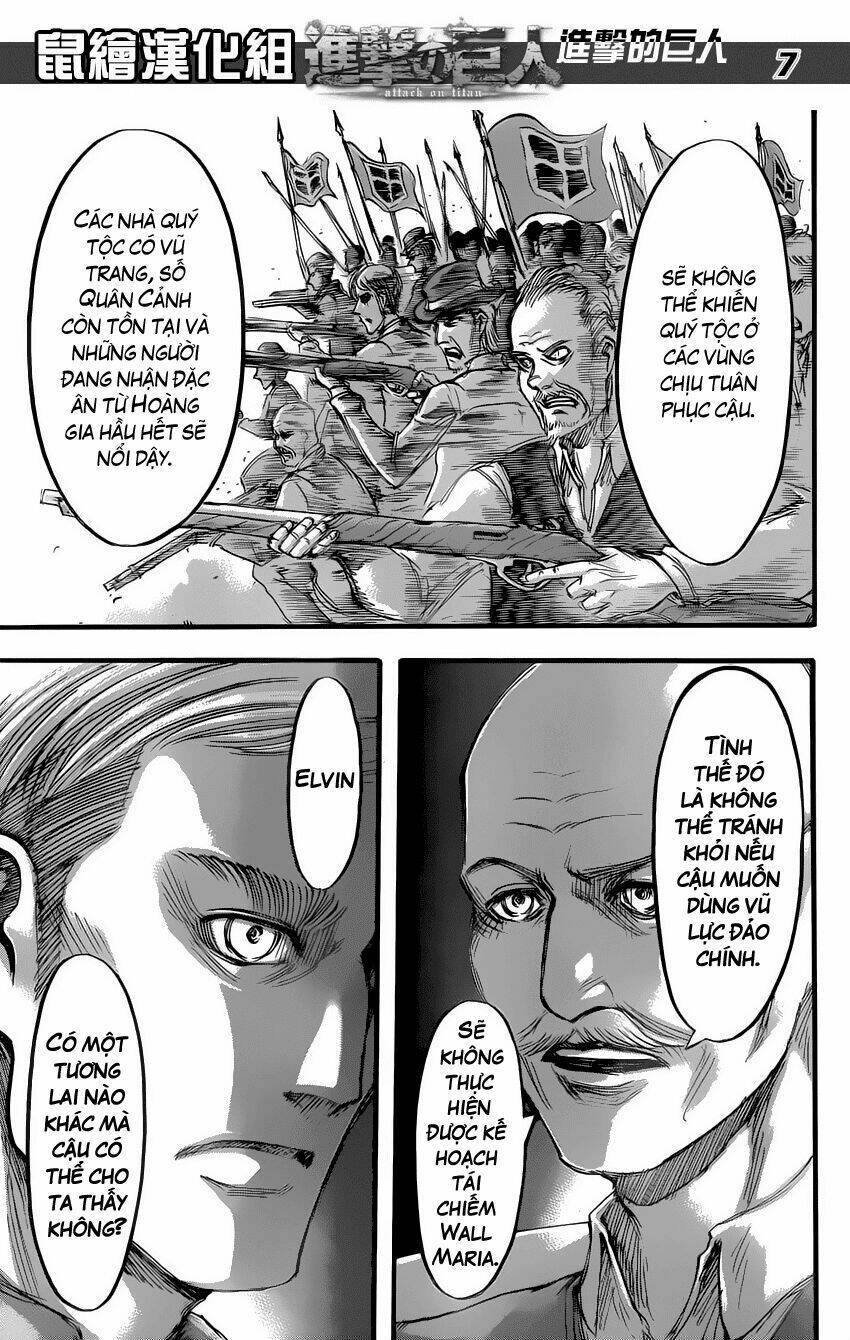 鼠繪漢化組
進撃の巨人
attack on titan
進擊的巨人
7
SẼ KHÔNG
THỂ KHIẾN
QUÝ TỘC Ở
CÁC VÙNG
CHỊU TUÂN
PHỤC CẬU.
CÁC NHÀ QUÝ
TỘC CÓ VŨ
TRANG, SỐ
QUÂN CẢNH
CÒN TỒN TẠI VÀ
NHỮNG NGƯỜI
ĐANG NHẬN ĐẶC
ÂN TỪ HOÀNG
GIA HẦU HẾT SẼ
NỔI DẬY.
TÌNH
THẾ ĐÓ
LÀ KHÔNG
THỂ TRÁNH
KHỎI NẾU
CẬU MUỐN
DÙNG VŨ
LỰC ĐẢO
CHÍNH.
SẼ
KHÔNG
THỰC
HIỆN
ĐƯỢC KẾ
HOẠCH
TÁI
CHIẾM
WALL
MARIA.
ELVIN
CÓ MỘT
TƯƠNG
LAI NÀO
KHÁC MÀ
CẬU CÓ
THỂ CHO
TA THẤY
KHÔNG?